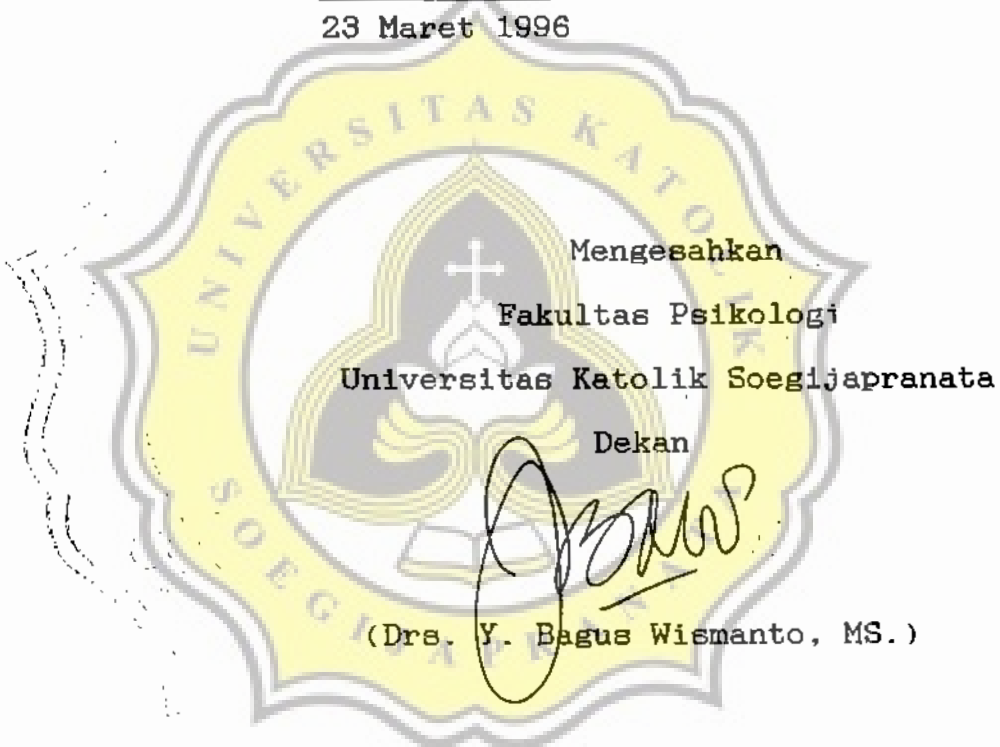 23 Maret 1996
UNIVERSITAS KATOLIK
SOEGIJAPRANATA
Mengesahkan
Fakultas Psikologi
Universitas Katolik Soegijapranata
Dekan
(Drs. Y. Bagus Wismanto, MS.)